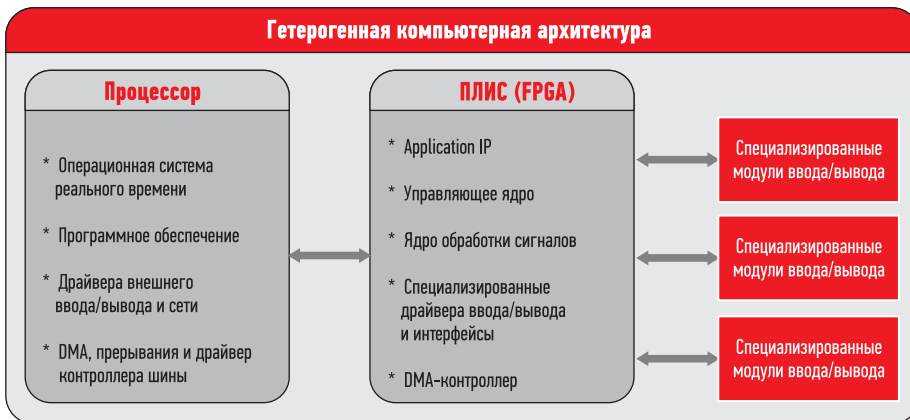 Гетерогенная компьютерная архитектура
Процессор
* Операционная система
реального времени
* Программное обеспечение
* Драйвера внешнего
ввода/вывода и сети
* DMA, прерывания и драйвер
контроллера шины
ПЛИС (FPGA)
* Application IP
* Управляющее ядро
* Ядро обработки сигналов
* Специализированные
драйвера ввода/вывода
и интерфейсы
* DMA-контроллер
Специализированные
модули ввода/вывода
Специализированные
модули ввода/вывода
Специализированные
модули ввода/вывода